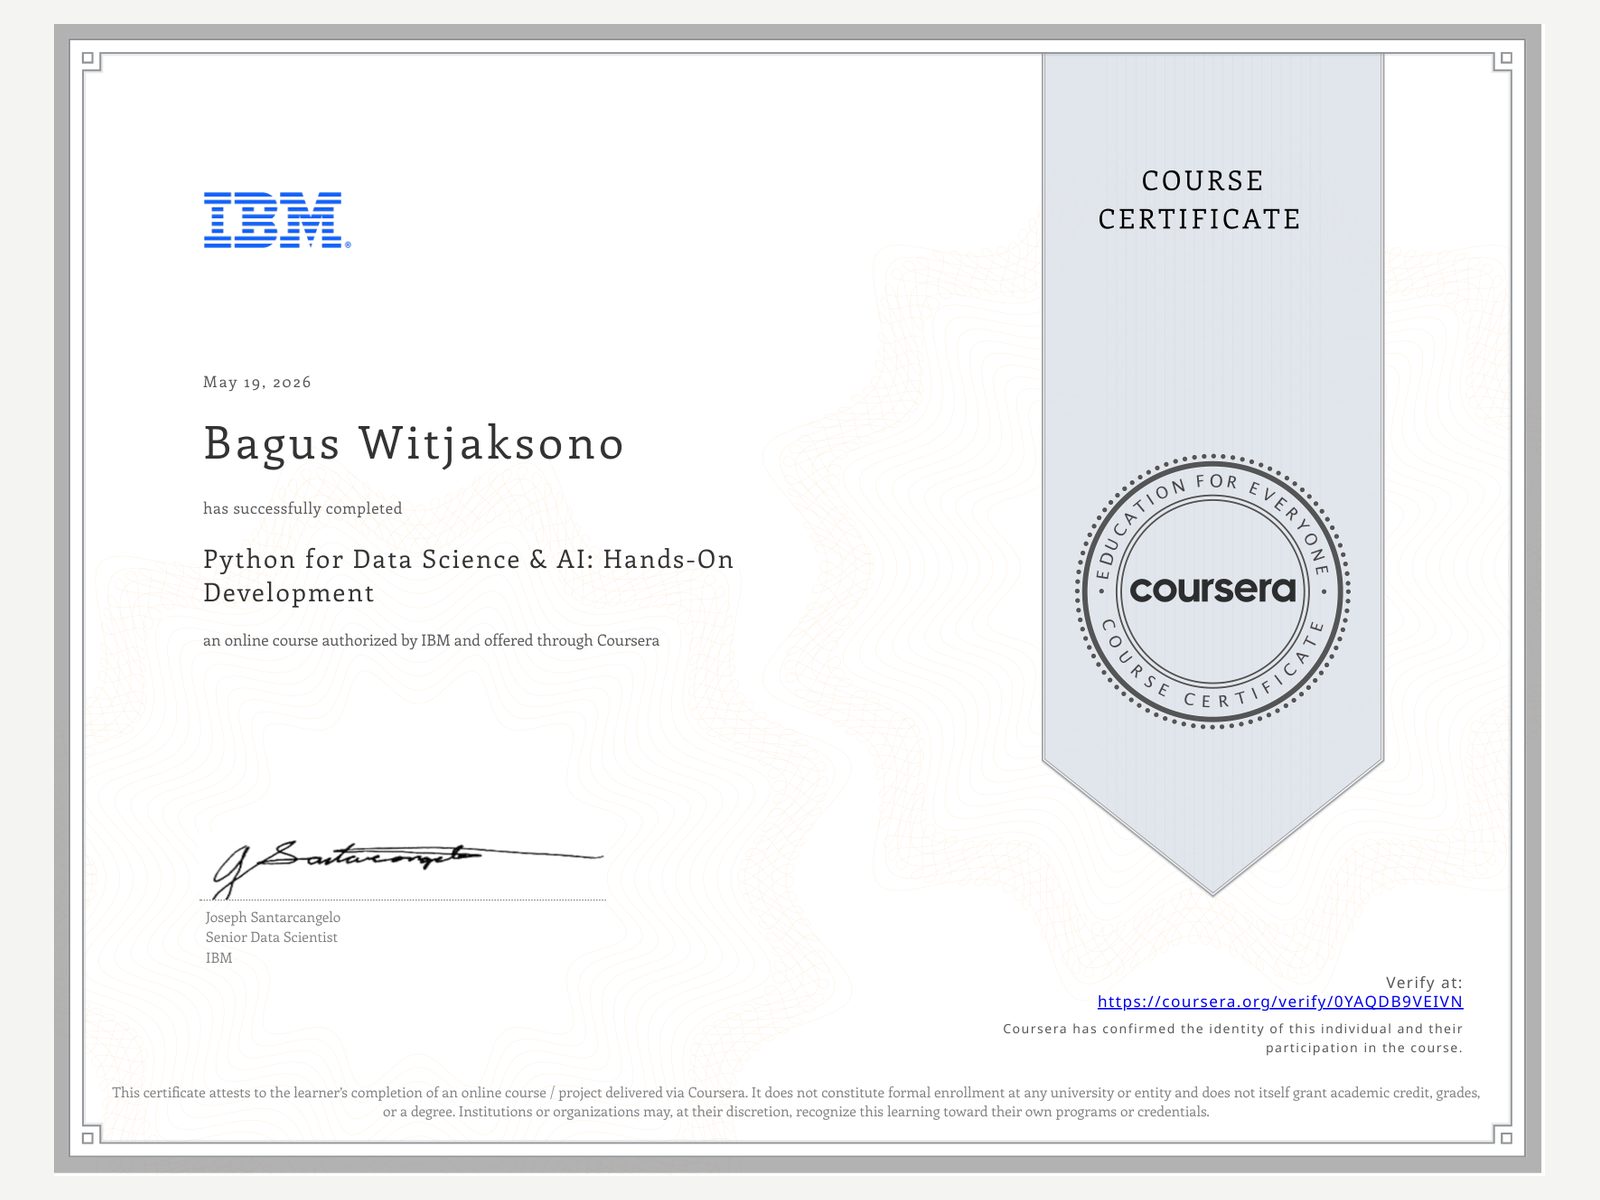 COURSE
CERTIFICATE
IBM®
May 19, 2026
Bagus Witjaksono
has successfully completed
Python for Data Science & AI: Hands-On
Development
an online course authorized by IBM and offered through Coursera
EDUCATION FOR EVERYONE
coursera
COURSE CERTIFICATE
J Santarcangelo
Joseph Santarcangelo
Senior Data Scientist
IBM
Verify at:
https://coursera.org/verify/0YAQDB9VEIVN
Coursera has confirmed the identity of this individual and their
participation in the course.
This certificate attests to the learner's completion of an online course / project delivered via Coursera. It does not constitute formal enrollment at any university or entity and does not itself grant academic credit, grades,
or a degree. Institutions or organizations may, at their discretion, recognize this learning toward their own programs or credentials.